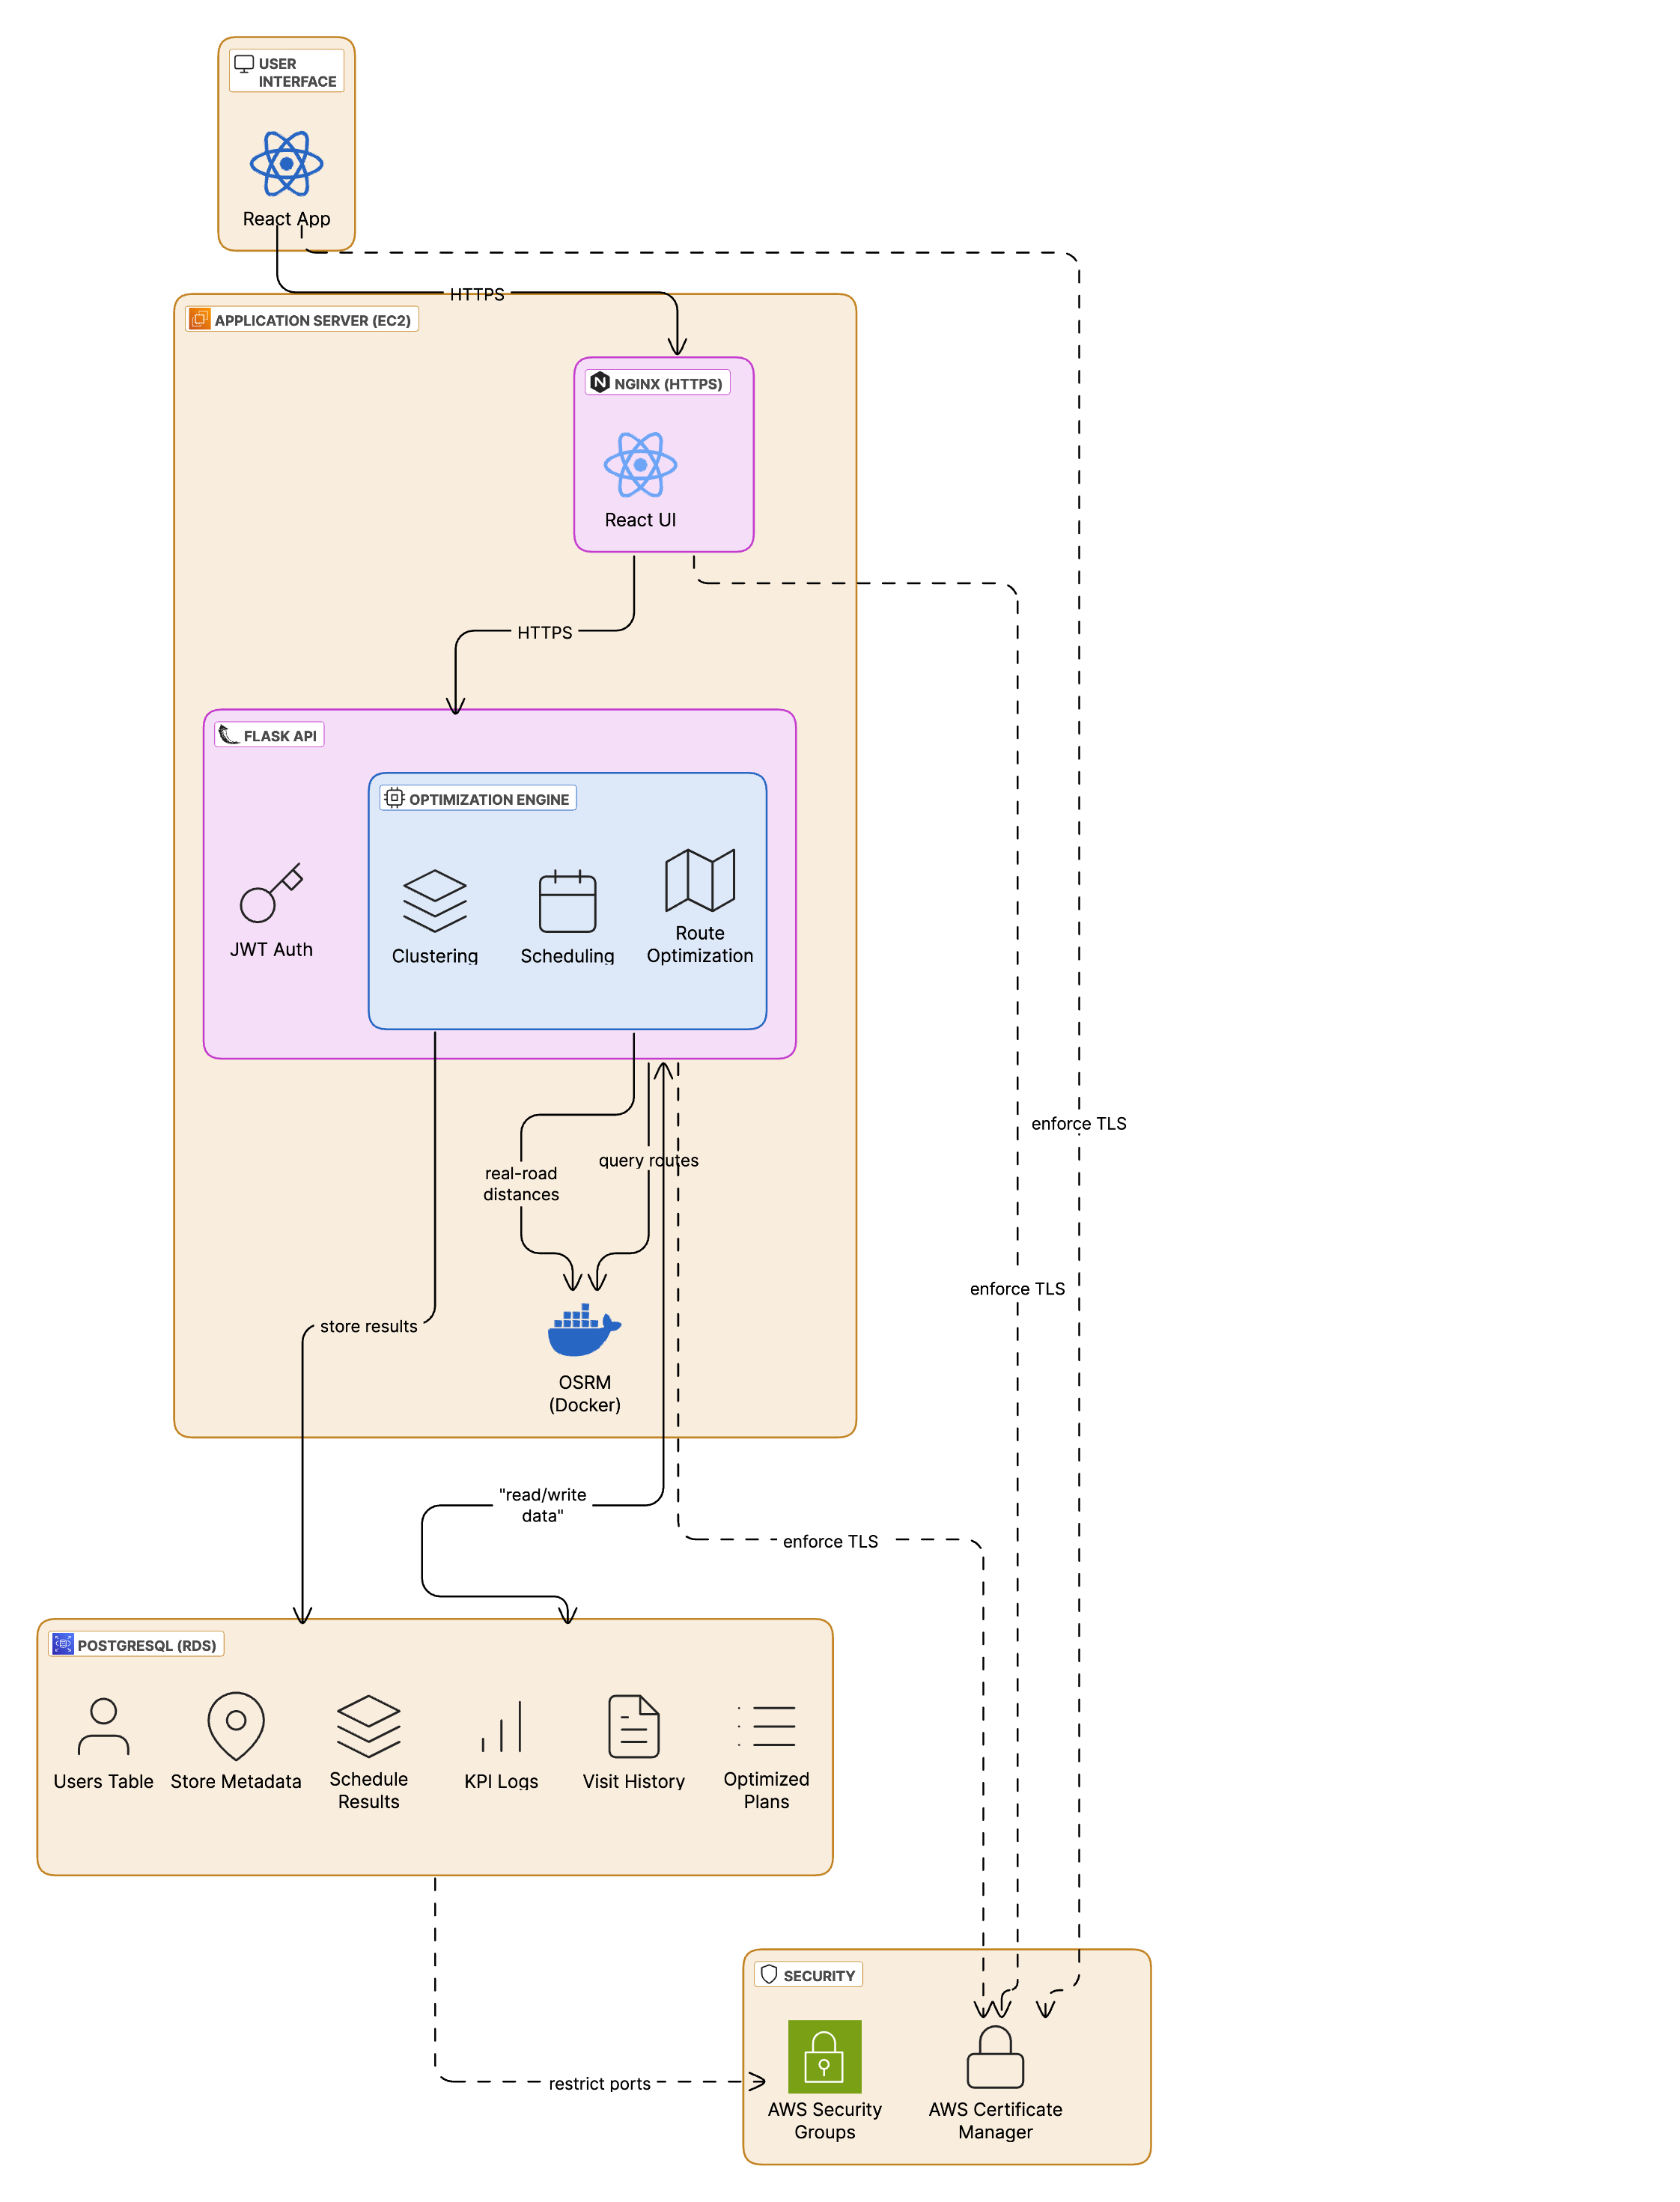 USER
INTERFACE
React App
HTTPS
APPLICATION SERVER (EC2)
NGINX (HTTPS)
React UI
HTTPS
FLASK API
OPTIMIZATION ENGINE
JWT Auth
Clustering
Scheduling
Route
Optimization
enforce TLS
query routes
real-road
distances
enforce TLS
store results
OSRM
(Docker)
"read/write
data"
enforce TLS
POSTGRESQL (RDS)
Users Table
Store Metadata
Schedule
Results
KPI Logs
Visit History
Optimized
Plans
SECURITY
restrict ports
AWS Security
Groups
AWS Certificate
Manager